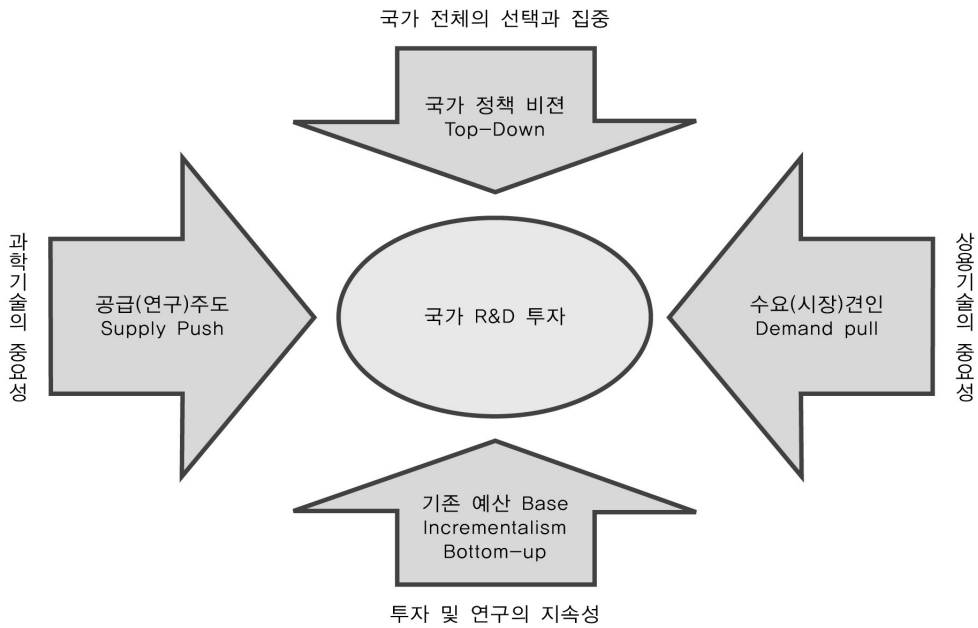 국가 전체의 선택과 집중
국가 정책 비젼
Top-Down
과학기술의 중요성
공급(연구)주도
Supply Push
국가 R&D 투자
수요(시장)견인
Demand pull
상용기술의 중요성
기존 예산 Base
Incrementalism
Bottom-up
투자 및 연구의 지속성